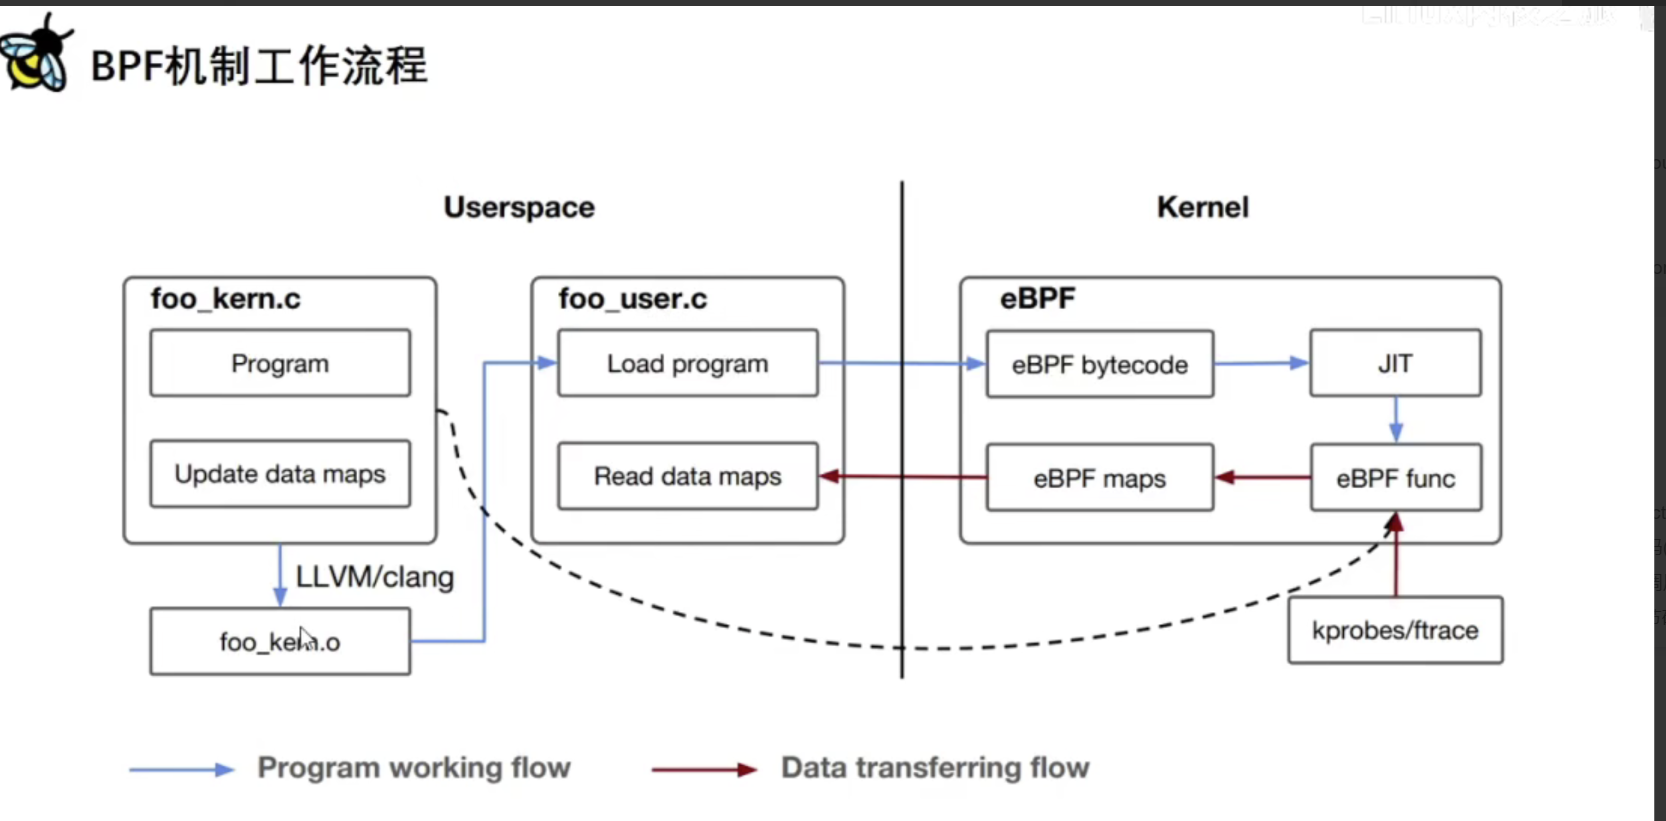 BPF机制工作流程
Userspace
Kernel
foo_kern.c
Program
Update data maps
LLVM/clang
foo_kern.o
foo_user.c
Load program
Read data maps
eBPF
eBPF bytecode
JIT
eBPF maps
eBPF func
kprobes/ftrace
Program working flow
Data transferring flow